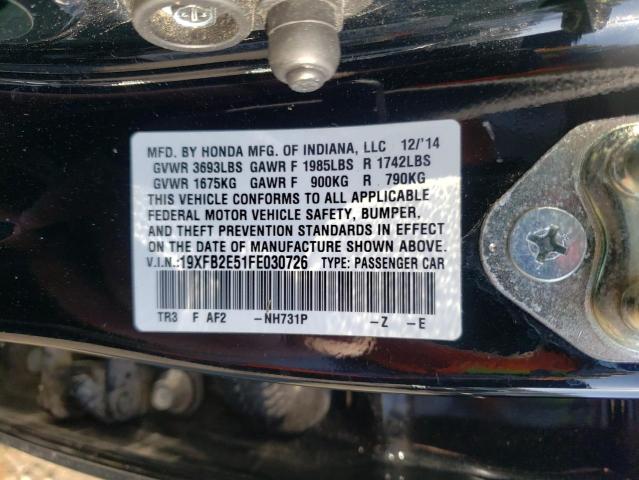 MFD. BY HONDA MFG. OF INDIANA, LLC 12/'14
GVWR 3693LBS GAWR F 1985LBS R 1742LBS
GVWR 1675KG GAWR F 900KG R 790KG
THIS VEHICLE CONFORMS TO ALL APPLICABLE
FEDERAL MOTOR VEHICLE SAFETY, BUMPER,
AND THEFT PREVENTION STANDARDS IN EFFECT
ON THE DATE OF MANUFACTURE SHOWN ABOVE.
V.I.N.:19XFB2E51FE030726 TYPE: PASSENGER CAR
TR3 F AF2 -NH731P -Z -E